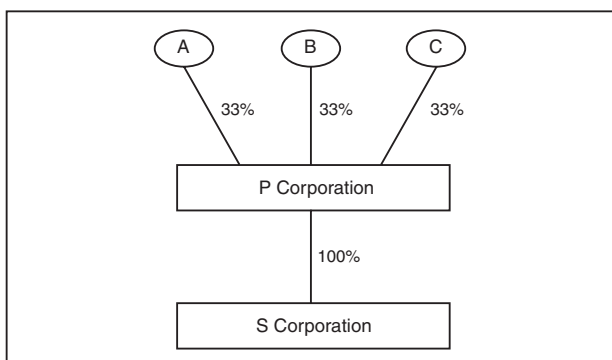 A B C
33% 33% 33%
P Corporation
100%
S Corporation